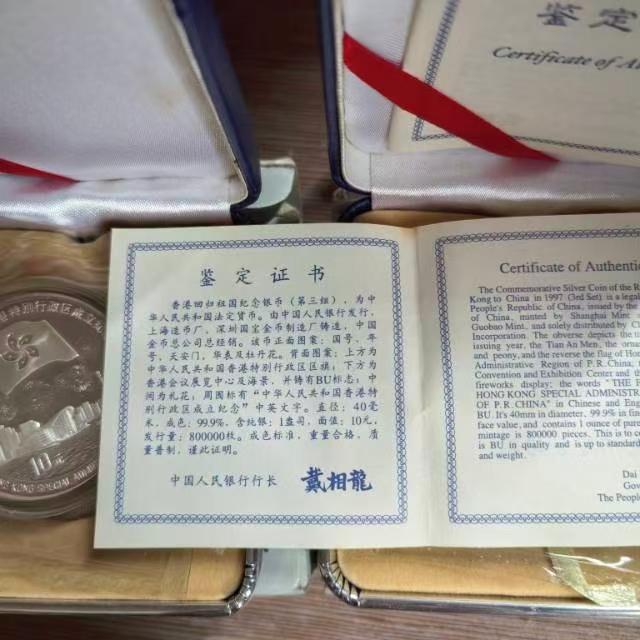 鉴定
Certificate of Au
鉴定证书
香港回归祖国纪念银币（第三组），为中
华人民共和国法定货币。由中国人民银行发行，
上海造币厂、深圳国宝金币制造厂铸造，中国
金币总公司总经销。该币正面图案：国号、年
号、天安门、华表及牡丹花。背面图案：上方为
中华人民共和国香港特别行政区区旗；下方为
香港会议展览中心及海景，并铸有BU标志；中
间为礼花；周围标有“中华人民共和国香港特
别行政区成立纪念”中英文字。直径：40毫
米，成色：99.9%，含纯银：1盎司，面值：10元，
发行量：800000枚。成色标准，重量合格，质
量普制，谨此证明。
中国人民银行行长 戴相龍
Certificate of Authentic
The Commemorative Silver Coin of the R
Kong to China in 1997 (3rd Set) is a lega
People's Republic of China, issued by the
of China, minted by Shanghai Mint
Guobao Mint, and solely distributed by
Incorporation. The obverse depicts the t
issuing year, the Tian An Men, the ornam
and peony, and the reverse the flag of Hon
Administrative Region of P.R.China; t
Convention and Exhibition Center and th
fireworks display; the words "THE
HONG KONG SPECIAL ADMINISTR
OF P.R. CHINA" in Chinese and Eng
BU. It's 40mm in diameter, 99.9% in fin
face value, and contains 1 ounce of pure
mintage is 800000 pieces. This is to c
is BU in quality and is up to standard
and weight.
Dai
Gov
The People
港特别行政区成立
10元
KONG SPECIAL ADMINI